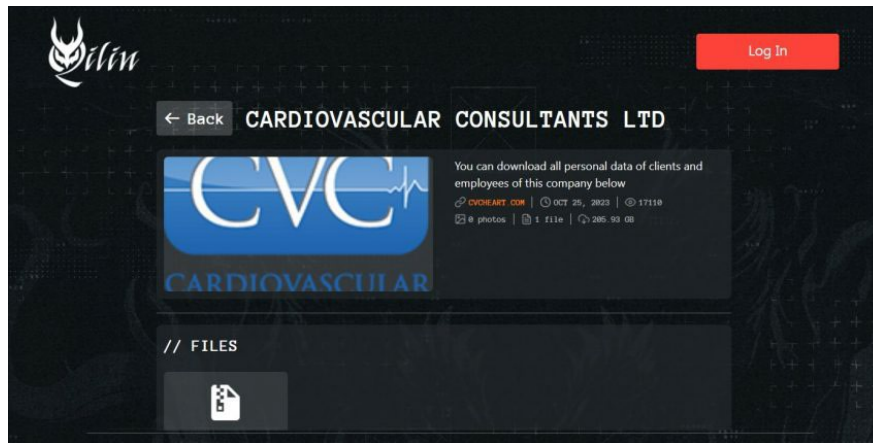 Qilin
Log In
← Back CARDIOVASCULAR CONSULTANTS LTD
CVC
CARDIOVASCULAR
You can download all personal data of clients and
employees of this company below
CVCHEART.COM | OCT 25, 2023 | 17110
0 photos | 1 file | 205.93 GB
// FILES